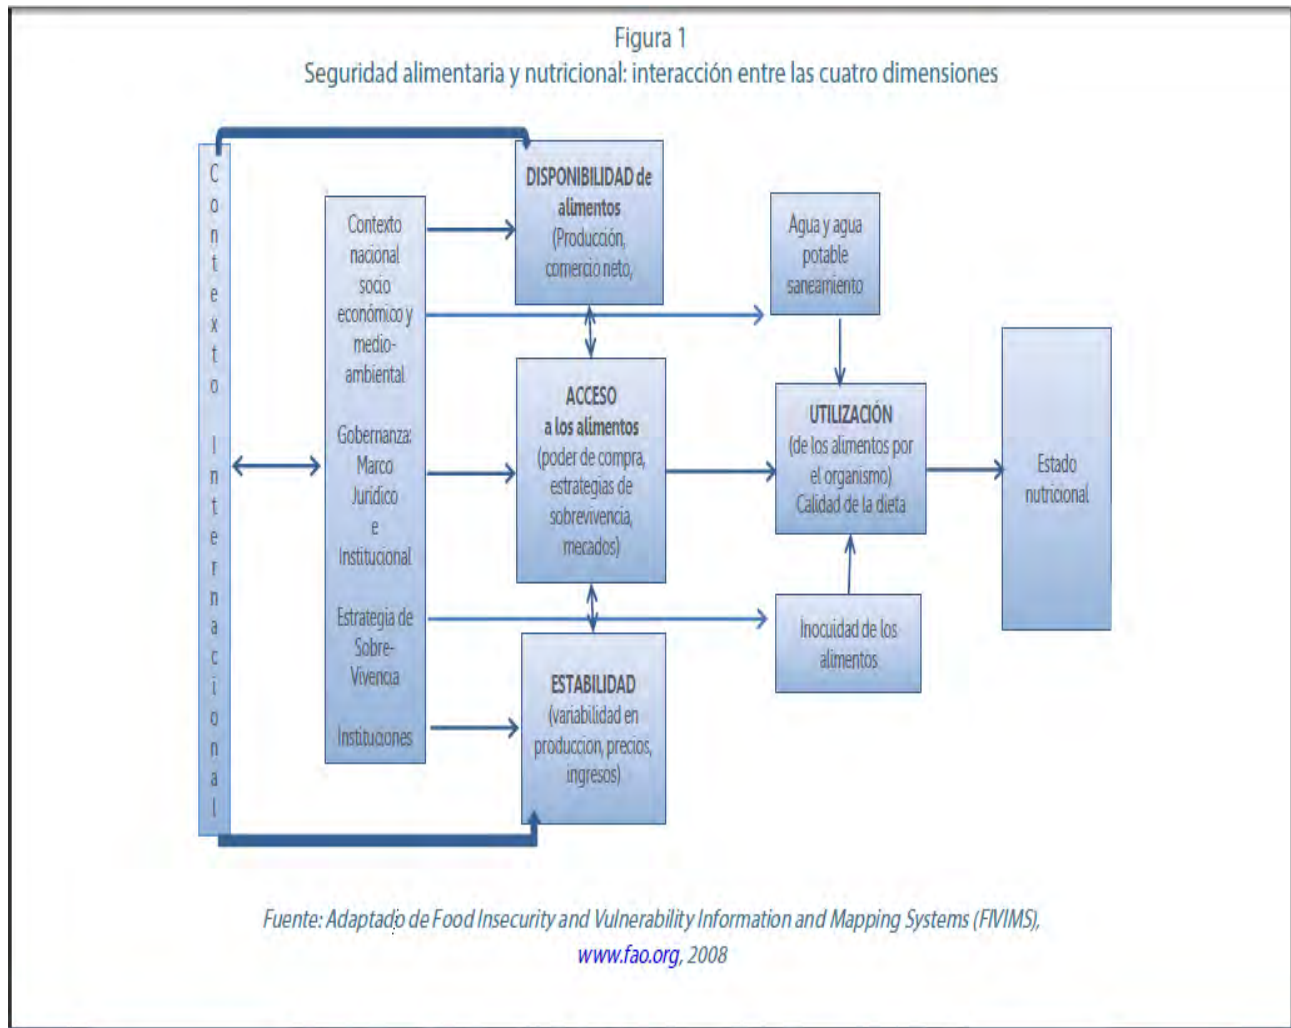 Figura 1
Seguridad alimentaria y nutricional: interacción entre las cuatro dimensiones
Contexto Internacional
Contexto
nacional
socio
económico y
medio-
ambiental
Gobernanza:
Marco
Juridico
e
Institucional
Estrategia de
Sobre-
Vivencia
Instituciones
DISPONIBILIDAD de
alimentos
(Producción,
comercio neto,
ACCESO
a los alimentos
(poder de compra,
estrategias de
sobrevivencia,
mecados)
ESTABILIDAD
(variabilidad en
produccion, precios,
ingresos)
Agua y agua
potable
saneamiento
UTILIZACIÓN
(de los alimentos por
el organismo)
Calidad de la dieta
Inocuidad de los
alimentos
Estado
nutricional
Fuente: Adaptado de Food Insecurity and Vulnerability Information and Mapping Systems (FIVIMS),
www.fao.org, 2008